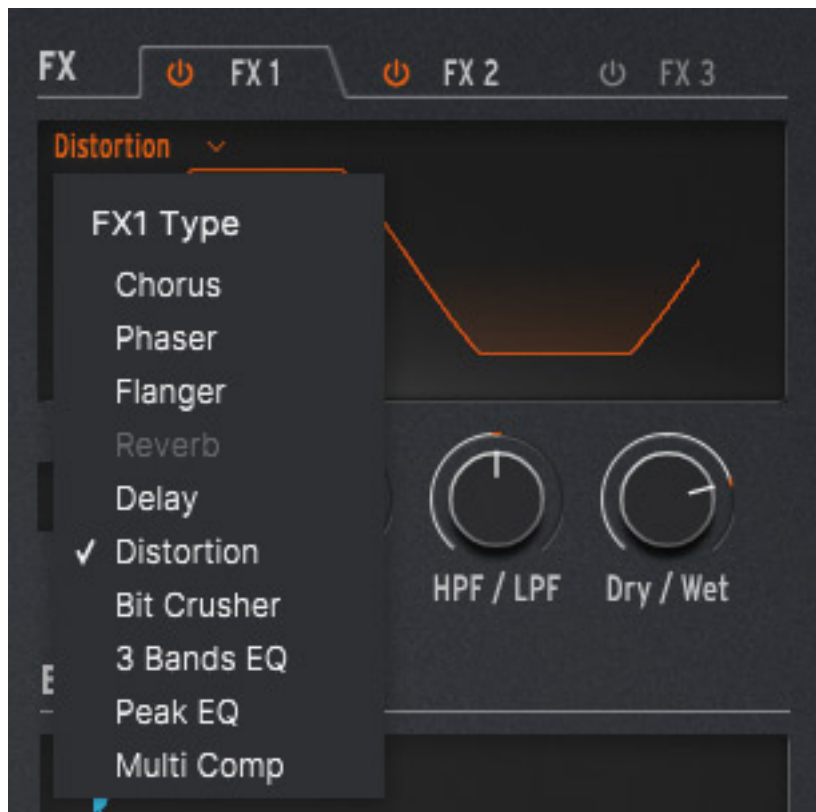 FX FX 1 FX 2 FX 3
Distortion
FX1 Type
Chorus
Phaser
Flanger
Reverb
Delay
Distortion
Bit Crusher
3 Bands EQ
Peak EQ
Multi Comp
HPF / LPF Dry / Wet